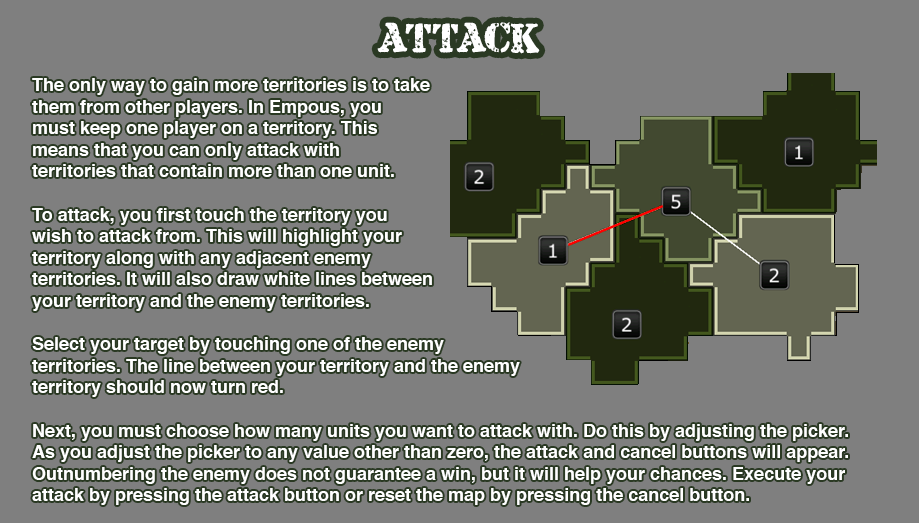 ATTACK
The only way to gain more territories is to take
them from other players. In Empous, you
must keep one player on a territory. This
means that you can only attack with
territories that contain more than one unit.
To attack, you first touch the territory you
wish to attack from. This will highlight your
territory along with any adjacent enemy
territories. It will also draw white lines between
your territory and the enemy territories.
Select your target by touching one of the enemy
territories. The line between your territory and the enemy
territory should now turn red.
Next, you must choose how many units you want to attack with. Do this by adjusting the picker.
As you adjust the picker to any value other than zero, the attack and cancel buttons will appear.
Outnumbering the enemy does not guarantee a win, but it will help your chances. Execute your
attack by pressing the attack button or reset the map by pressing the cancel button.
1
2
5
1
2
2